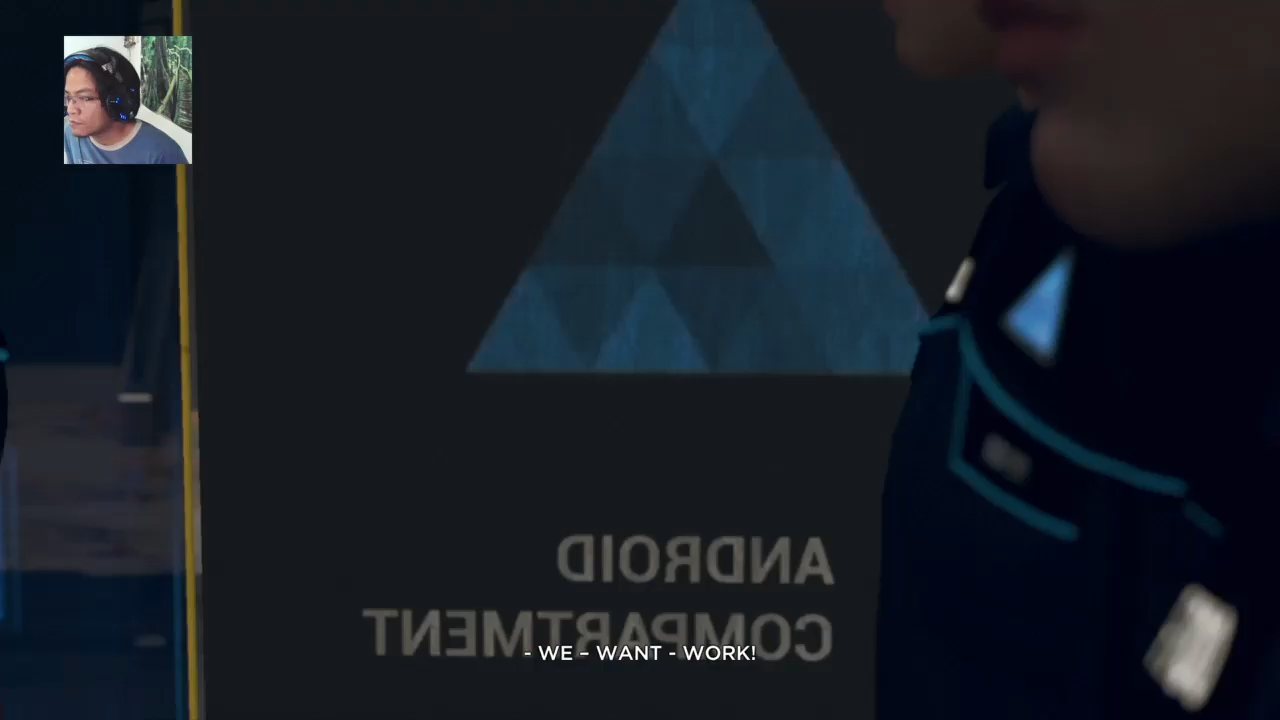 ANDROID
COMPARTMENT
- WE – WANT - WORK!